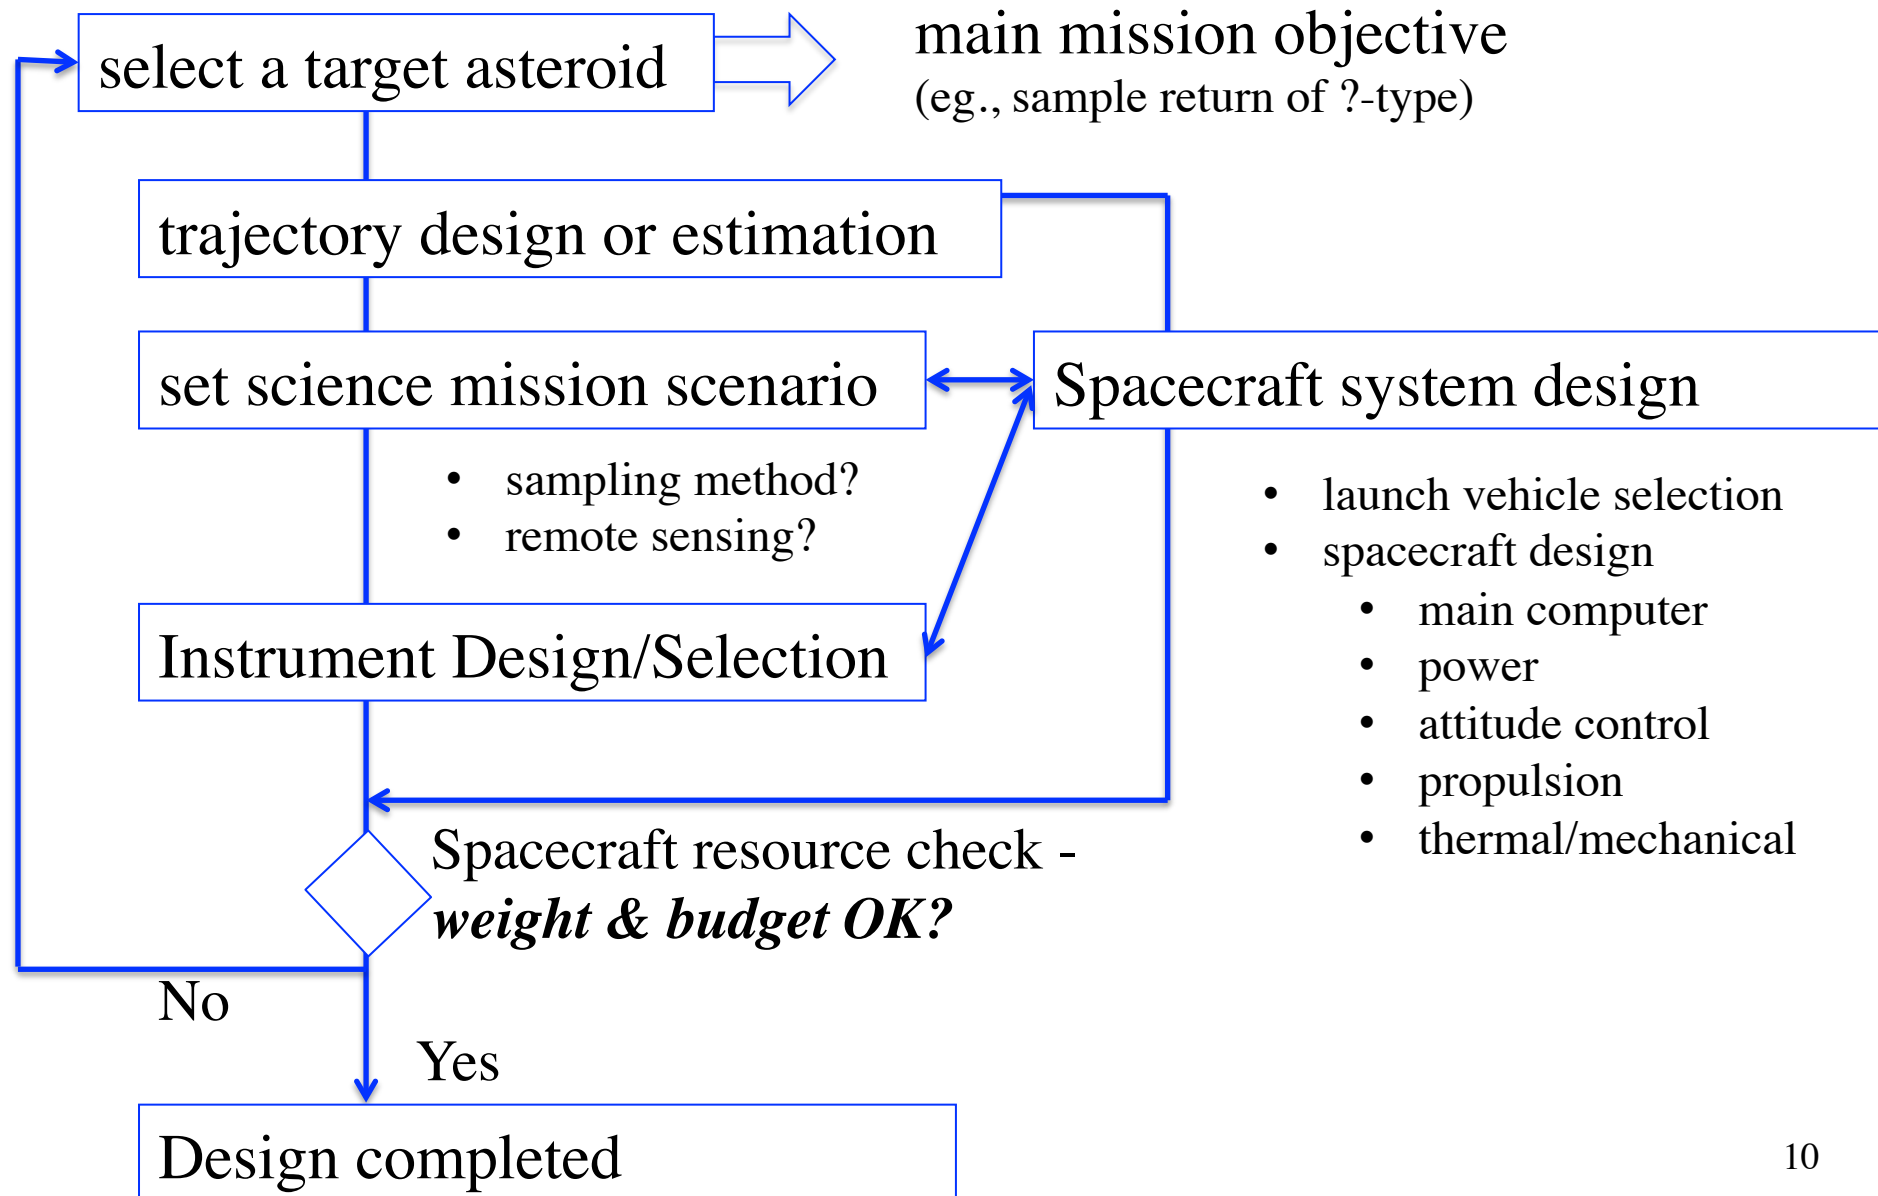 select a target asteroid
main mission objective
(eg., sample return of ?-type)
trajectory design or estimation
set science mission scenario
Spacecraft system design
• sampling method?
• remote sensing?
• launch vehicle selection
• spacecraft design
• main computer
• power
• attitude control
• propulsion
• thermal/mechanical
Instrument Design/Selection
Spacecraft resource check -
weight & budget OK?
No
Yes
Design completed
10